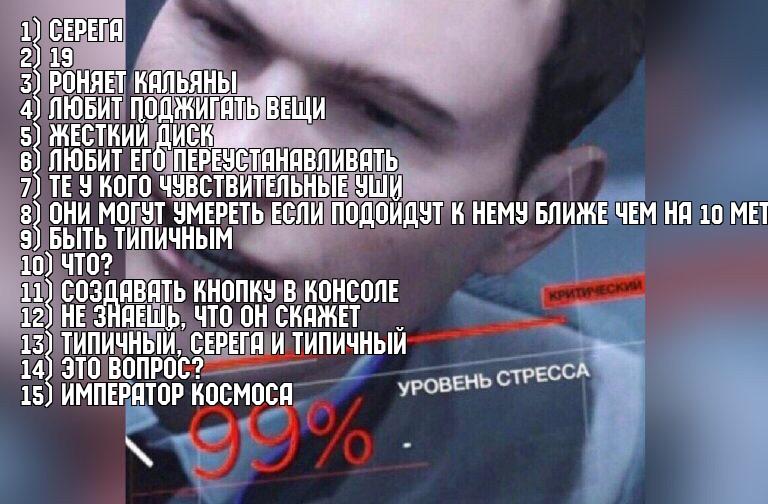 1) СЕРЕГА
2) 19
3) РОНЯЕТ КАЛЬЯНЫ
4) ЛЮБИТ ПОДЖИГАТЬ ВЕЩИ
5) ЖЕСТКИЙ ДИСК
6) ЛЮБИТ ЕГО ПЕРЕУСТАНАВЛИВАТЬ
7) ТЕ У КОГО ЧУВСТВИТЕЛЬНЫЕ УШИ
8) ОНИ МОГУТ УМЕРЕТЬ ЕСЛИ ПОДОЙДУТ К НЕМУ БЛИЖЕ ЧЕМ НА 10 МЕТ
9) БЫТЬ ТИПИЧНЫМ
10) ЧТО?
11) СОЗДАВАТЬ КНОПКУ В КОНСОЛЕ
12) НЕ ЗНАЕШЬ, ЧТО ОН СКАЖЕТ
13) ТИПИЧНЫЙ, СЕРЕГА И ТИПИЧНЫЙ
14) ЭТО ВОПРОС?
15) ИМПЕРАТОР КОСМОСА
КРИТИЧЕСКИЙ
УРОВЕНЬ СТРЕССА
99%